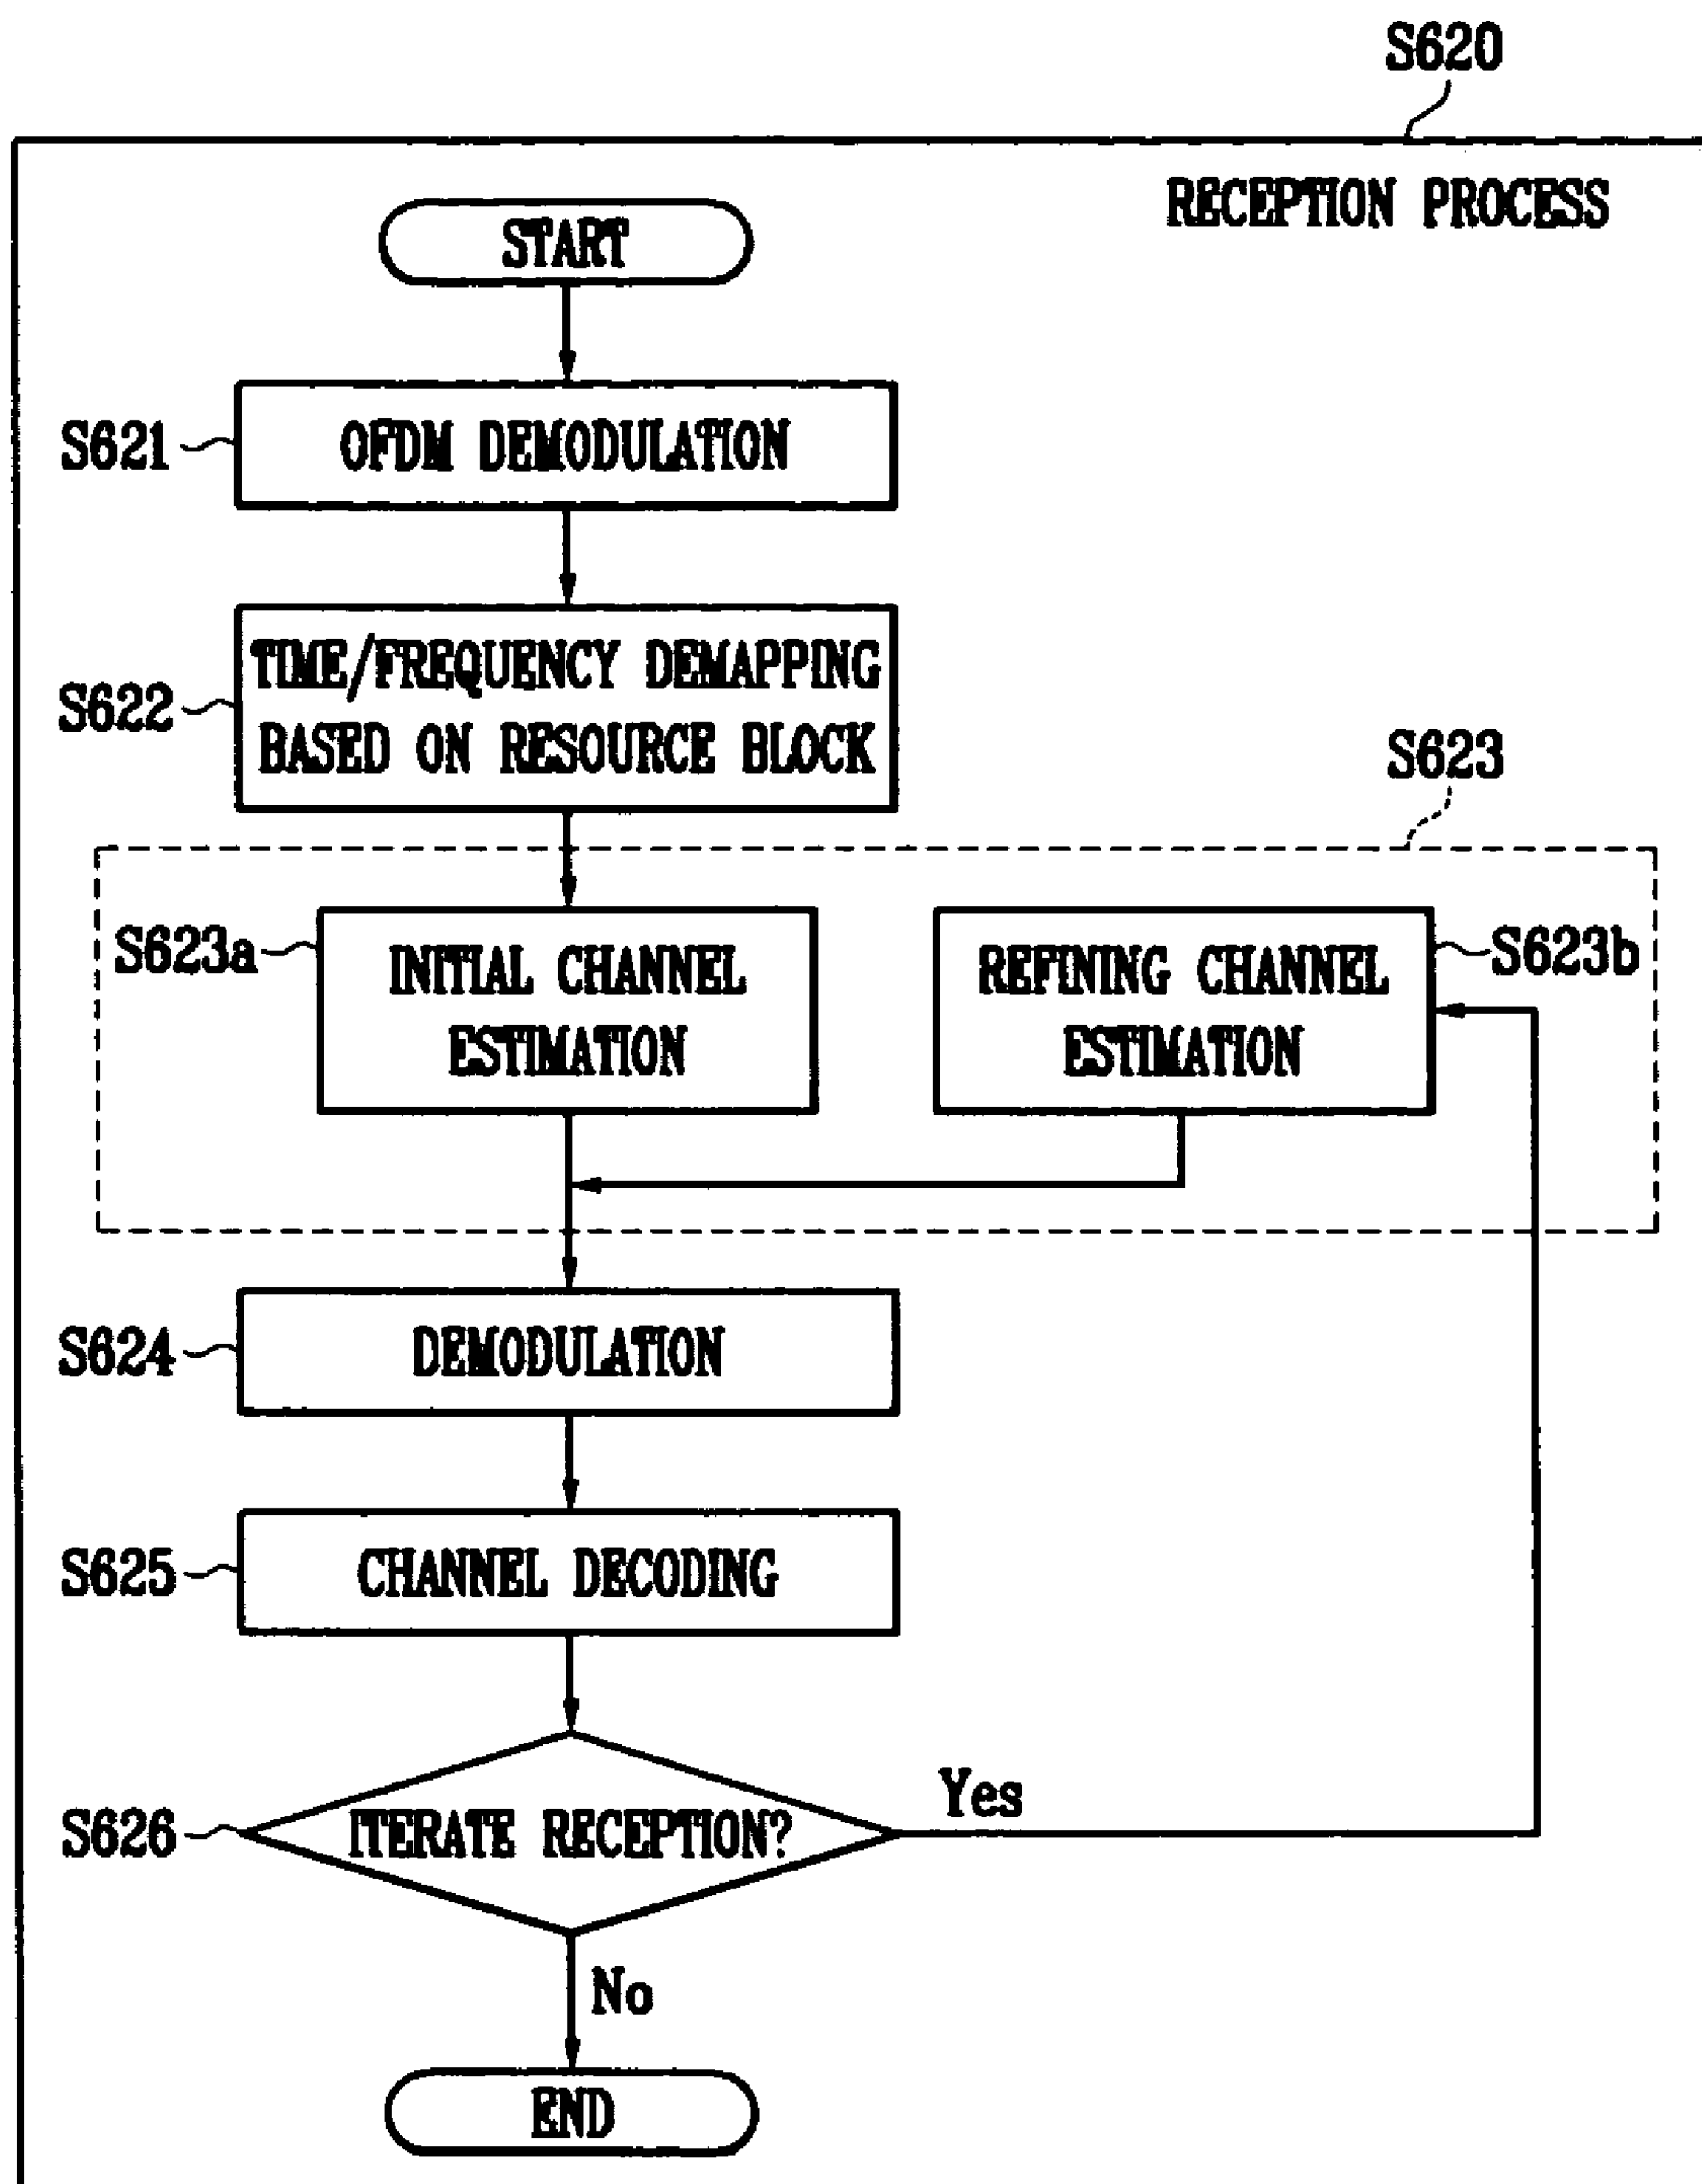 S620
RECEPTION PROCESS
START
S621
OFDM DEMODULATION
S622
TIME/FREQUENCY DEMAPPING
BASED ON RESOURCE BLOCK
S623
S623a
INITIAL CHANNEL
ESTIMATION
REFINING CHANNEL
ESTIMATION
S623b
S624
DEMODULATION
S625
CHANNEL DECODING
S626
ITERATE RECEPTION?
Yes
No
END